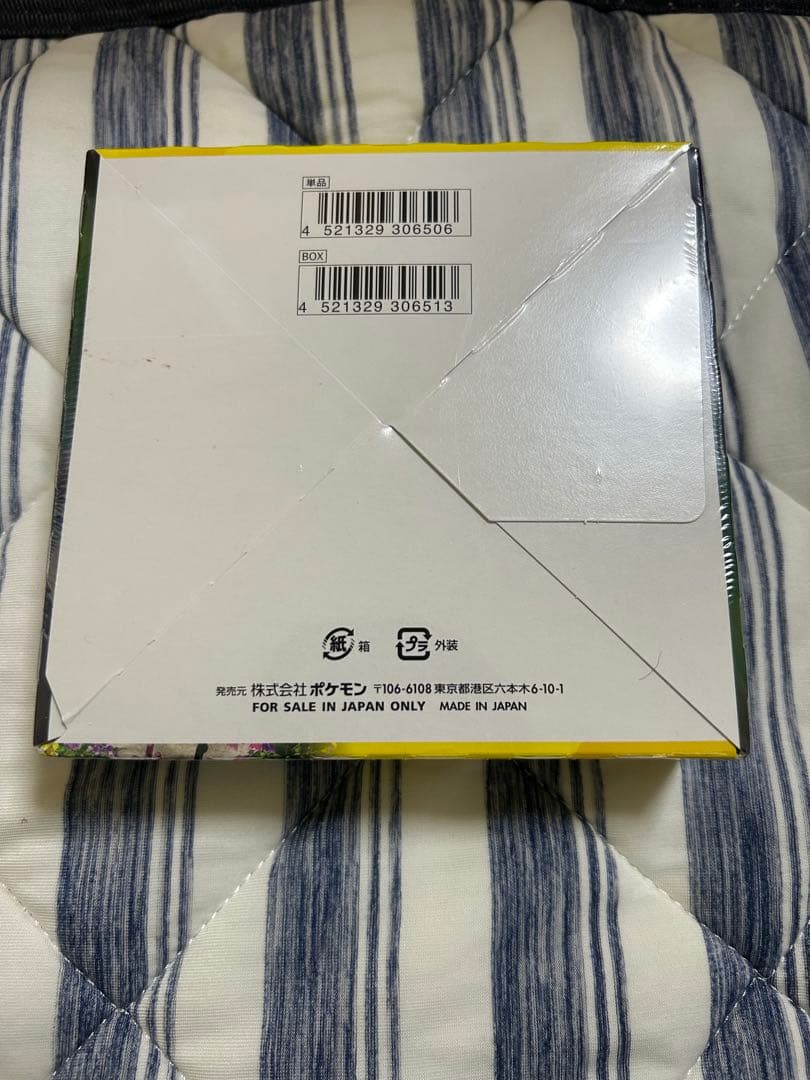 単品
4 521329 306506
BOX
4 521329 306513
紙 箱 プラ 外装
発売元 株式会社 ポケモン 〒106-6108 東京都港区六本木6-10-1
FOR SALE IN JAPAN ONLY MADE IN JAPAN